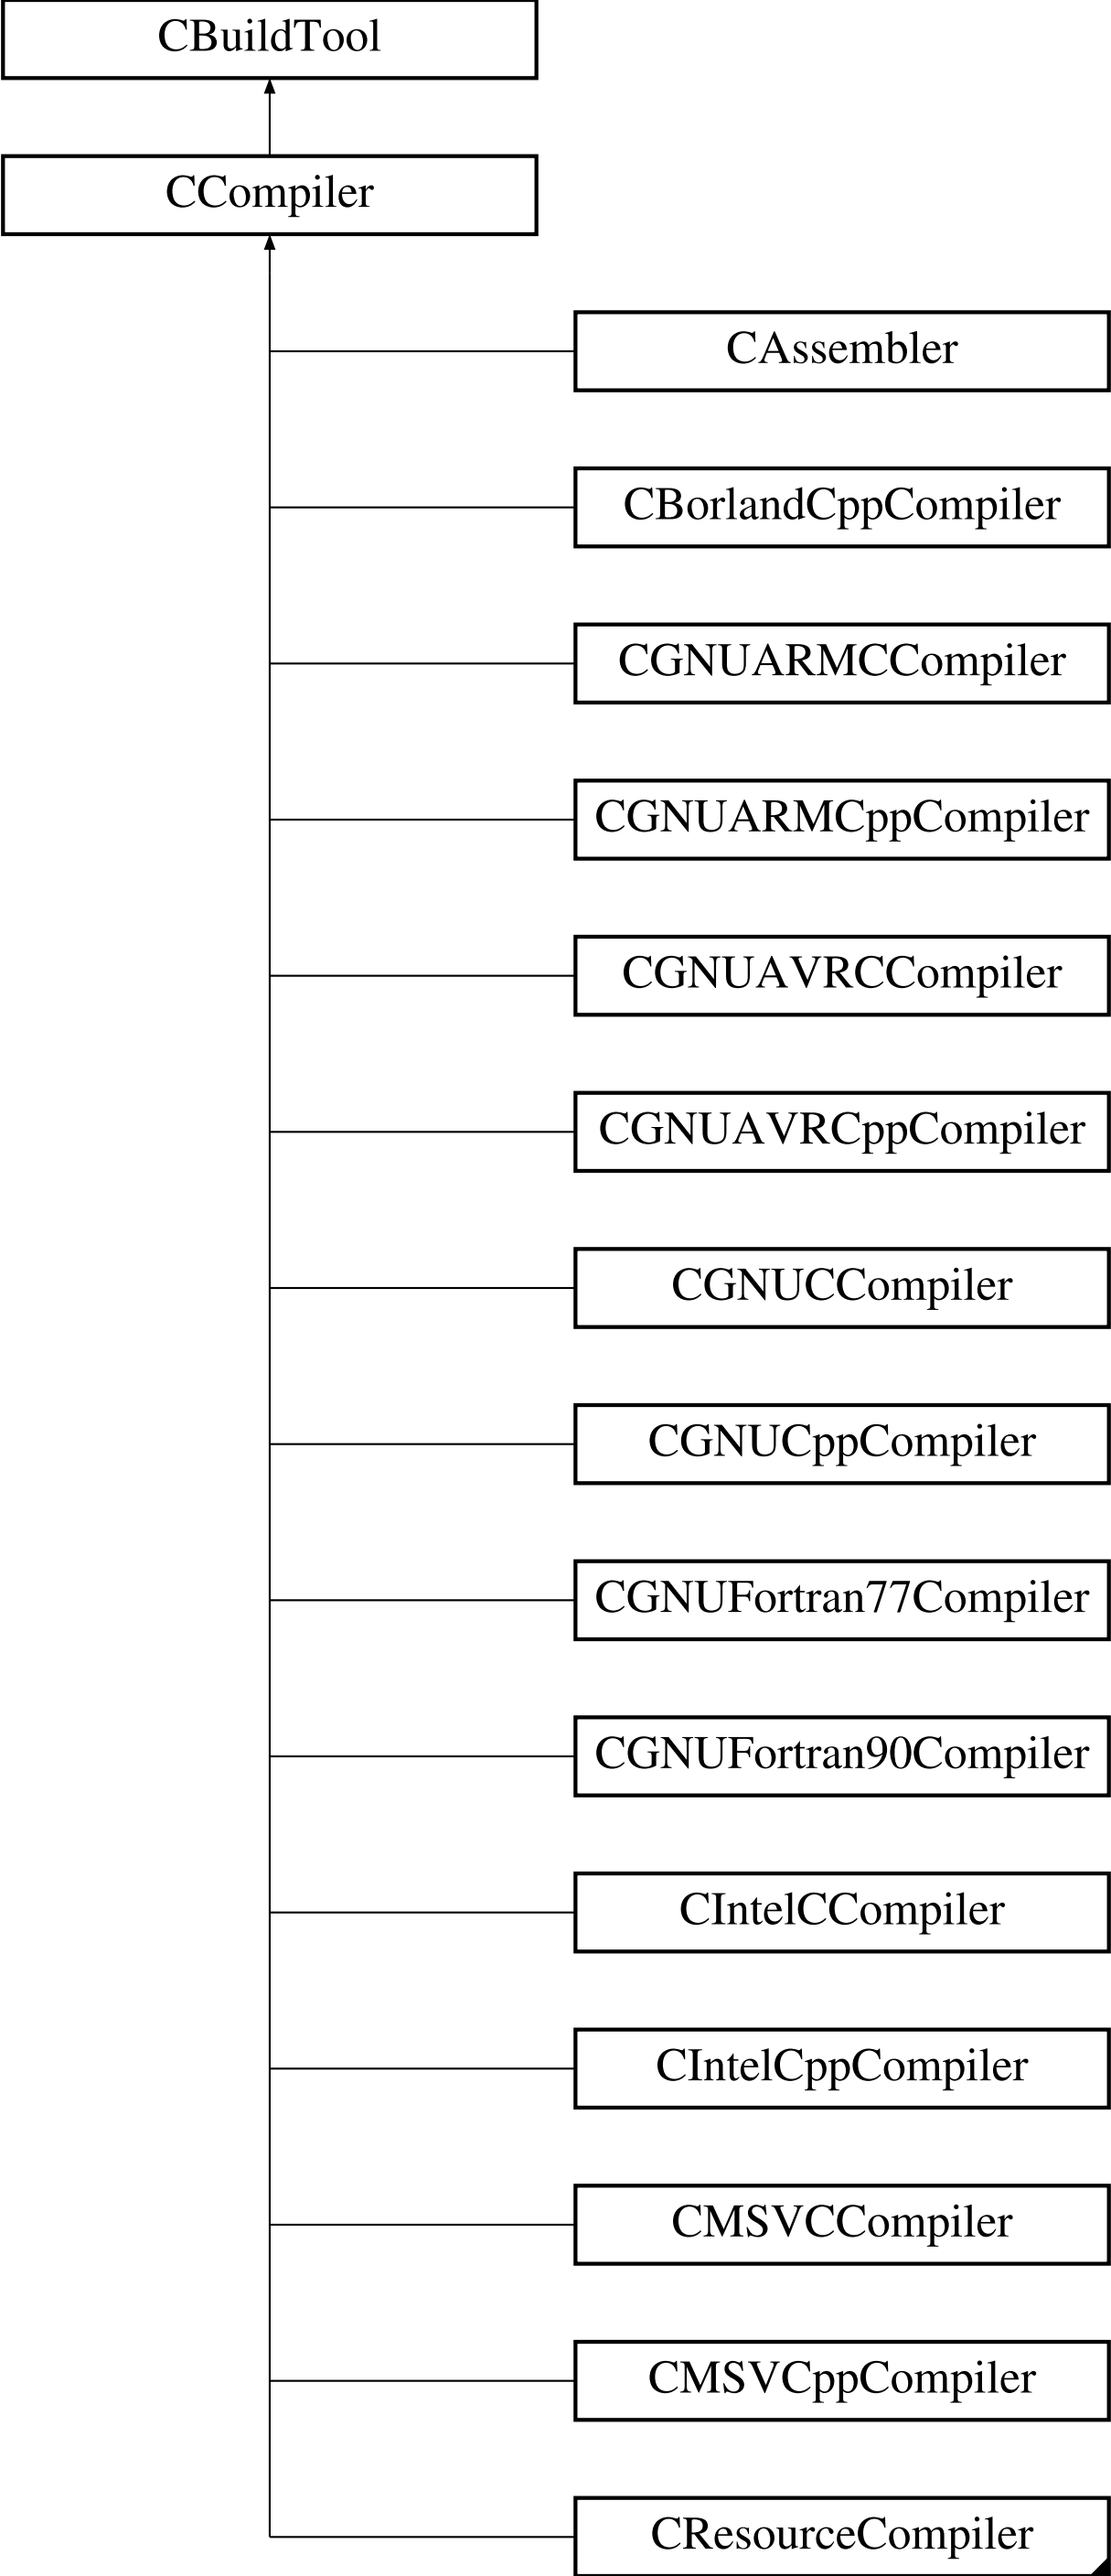 CBuildTool
CCompiler
CAssembler
CBorlandCppCompiler
CGNUARMCCompiler
CGNUARMCppCompiler
CGNUAVRCCompiler
CGNUAVRCppCompiler
CGNUCCompiler
CGNUCppCompiler
CGNUFortran77Compiler
CGNUFortran90Compiler
CIntelCCompiler
CIntelCppCompiler
CMSVCCompiler
CMSVCppCompiler
CResourceCompiler